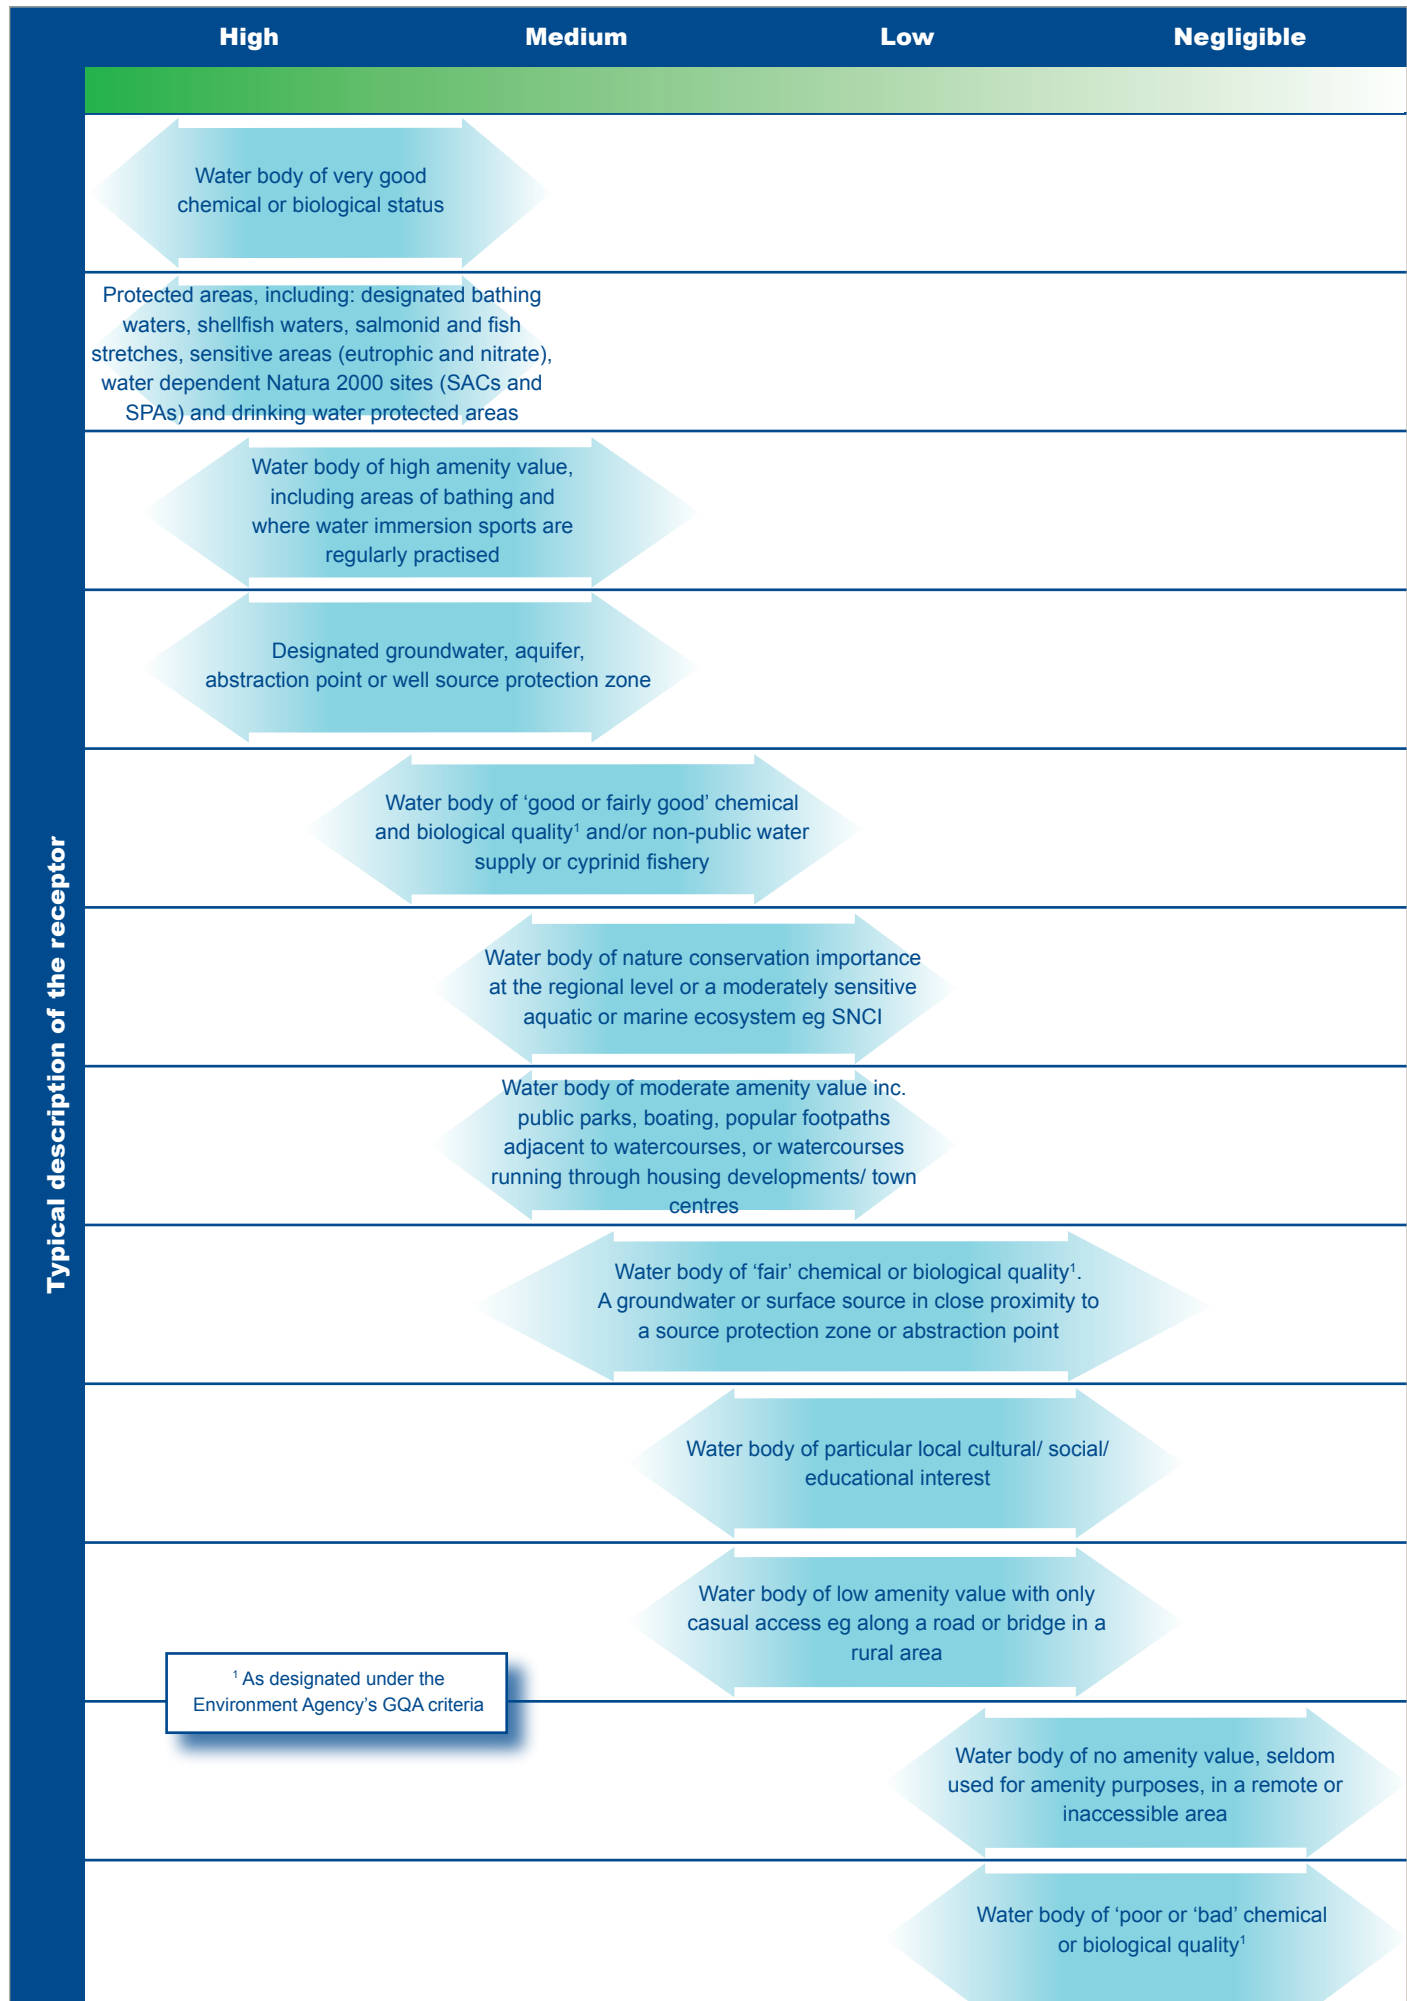 High Medium Low Negligible
Typical description of the receptor
Water body of very good
chemical or biological status
Protected areas, including: designated bathing
waters, shellfish waters, salmonid and fish
stretches, sensitive areas (eutrophic and nitrate),
water dependent Natura 2000 sites (SACs and
SPAs) and drinking water protected areas
Water body of high amenity value,
including areas of bathing and
where water immersion sports are
regularly practised
Designated groundwater, aquifer,
abstraction point or well source protection zone
Water body of ‘good or fairly good’ chemical
and biological quality¹ and/or non-public water
supply or cyprinid fishery
Water body of nature conservation importance
at the regional level or a moderately sensitive
aquatic or marine ecosystem eg SNCI
Water body of moderate amenity value inc.
public parks, boating, popular footpaths
adjacent to watercourses, or watercourses
running through housing developments/ town
centres
Water body of ‘fair’ chemical or biological quality¹.
A groundwater or surface source in close proximity to
a source protection zone or abstraction point
Water body of particular local cultural/ social/
educational interest
Water body of low amenity value with only
casual access eg along a road or bridge in a
rural area
¹ As designated under the
Environment Agency’s GQA criteria
Water body of no amenity value, seldom
used for amenity purposes, in a remote or
inaccessible area
Water body of ‘poor or ‘bad’ chemical
or biological quality¹